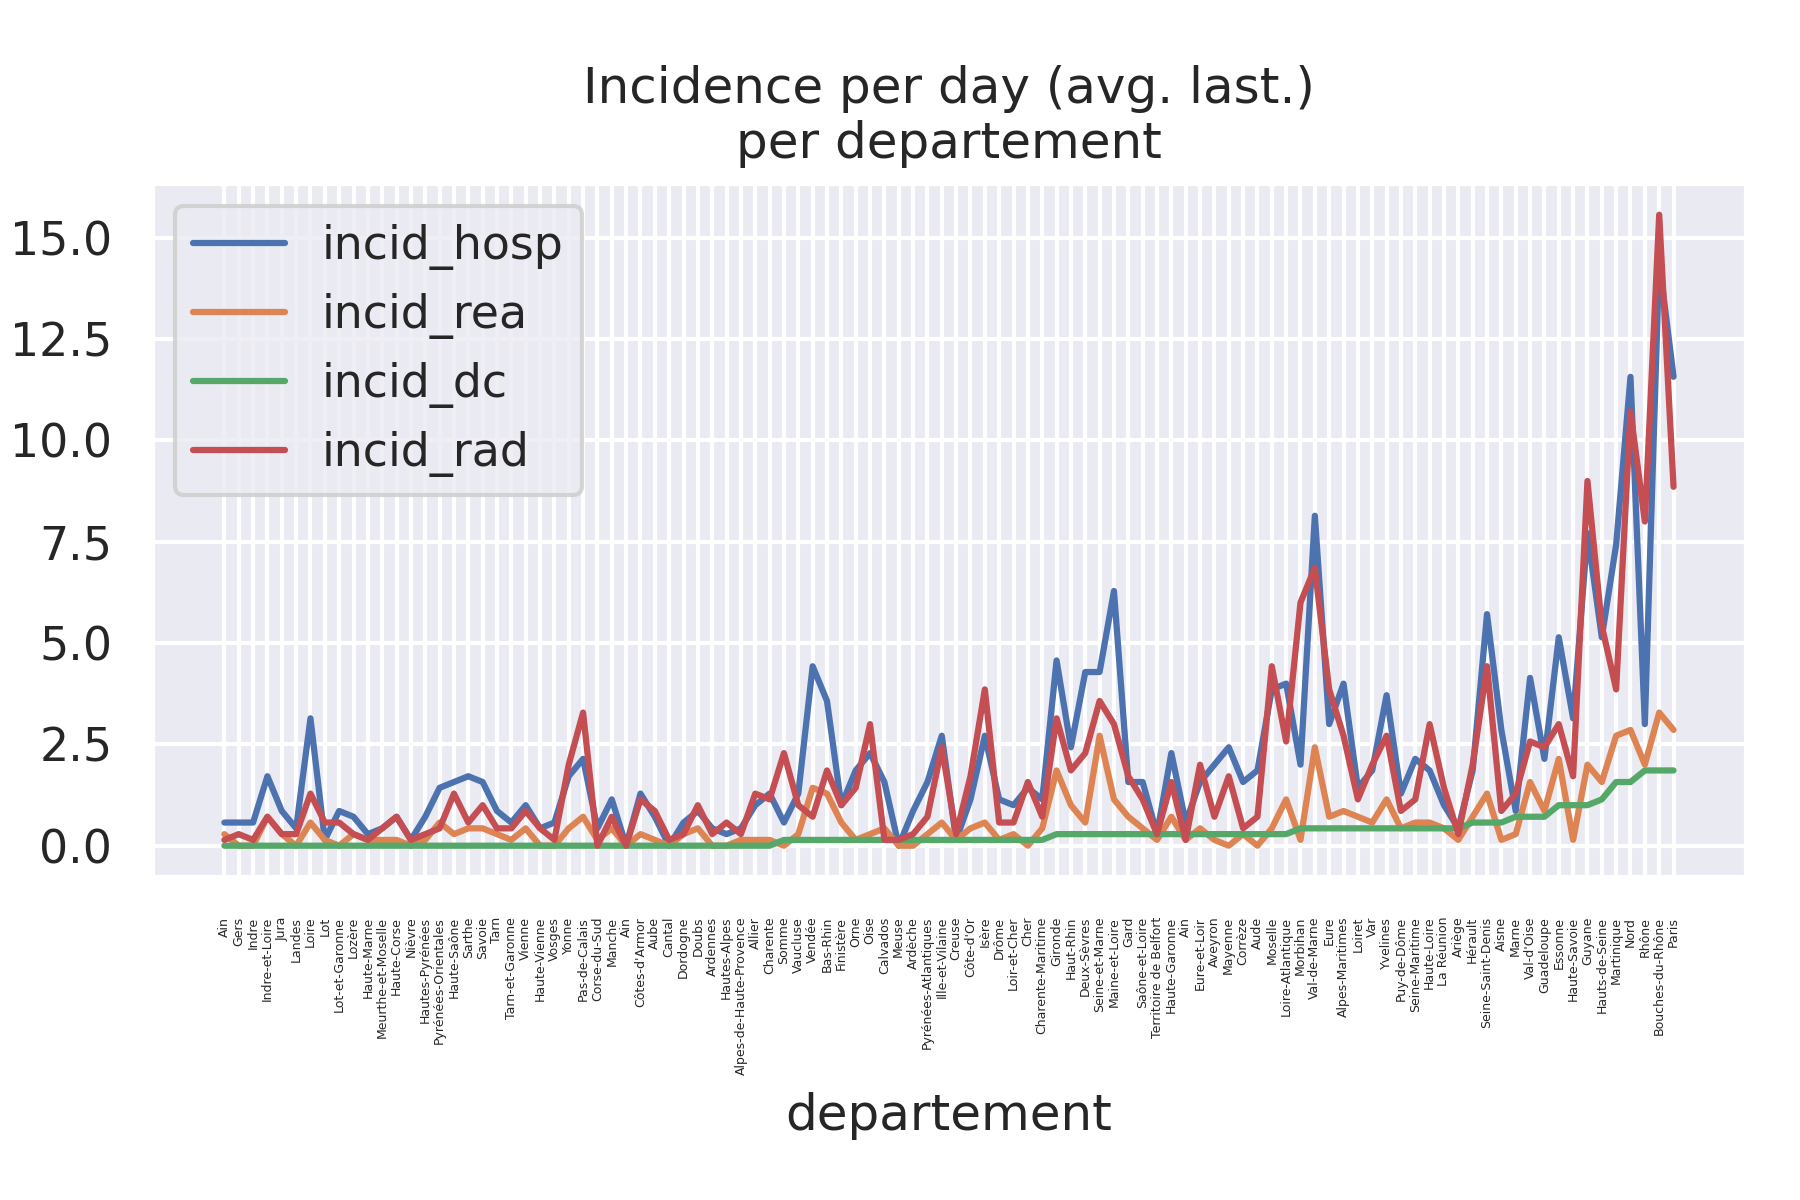 Incidence per day (avg. last.)
per departement
15.0
12.5
10.0
7.5
5.0
2.5
0.0
incid_hosp
incid_rea
incid_dc
incid_rad
Ain
Gers
Indre
Indre-et-Loire
Jura
Landes
Loire
Lot
Lot-et-Garonne
Lozère
Haute-Marne
Meurthe-et-Moselle
Haute-Corse
Nièvre
Hautes-Pyrénées
Pyrénées-Orientales
Haute-Saône
Sarthe
Savoie
Tarn
Tarn-et-Garonne
Vienne
Haute-Vienne
Vosges
Yonne
Pas-de-Calais
Corse-du-Sud
Manche
Ain
Côtes-d'Armor
Aube
Cantal
Dordogne
Doubs
Ardennes
Hautes-Alpes
Alpes-de-Haute-Provence
Allier
Charente
Somme
Vaucluse
Vendée
Bas-Rhin
Finistère
Orne
Oise
Calvados
Meuse
Ardèche
Pyrénées-Atlantiques
Ille-et-Vilaine
Creuse
Côte-d'Or
Isère
Drôme
Loir-et-Cher
Cher
Charente-Maritime
Gironde
Haut-Rhin
Deux-Sèvres
Seine-et-Marne
Maine-et-Loire
Gard
Saône-et-Loire
Territoire de Belfort
Haute-Garonne
Ain
Eure-et-Loir
Aveyron
Mayenne
Corrèze
Aude
Moselle
Loire-Atlantique
Morbihan
Val-de-Marne
Eure
Alpes-Maritimes
Loiret
Var
Yvelines
Puy-de-Dôme
Seine-Maritime
Haute-Loire
La Réunion
Ariège
Hérault
Seine-Saint-Denis
Aisne
Marne
Val-d'Oise
Guadeloupe
Essonne
Haute-Savoie
Guyane
Hauts-de-Seine
Martinique
Nord
Rhône
Bouches-du-Rhône
Paris
departement